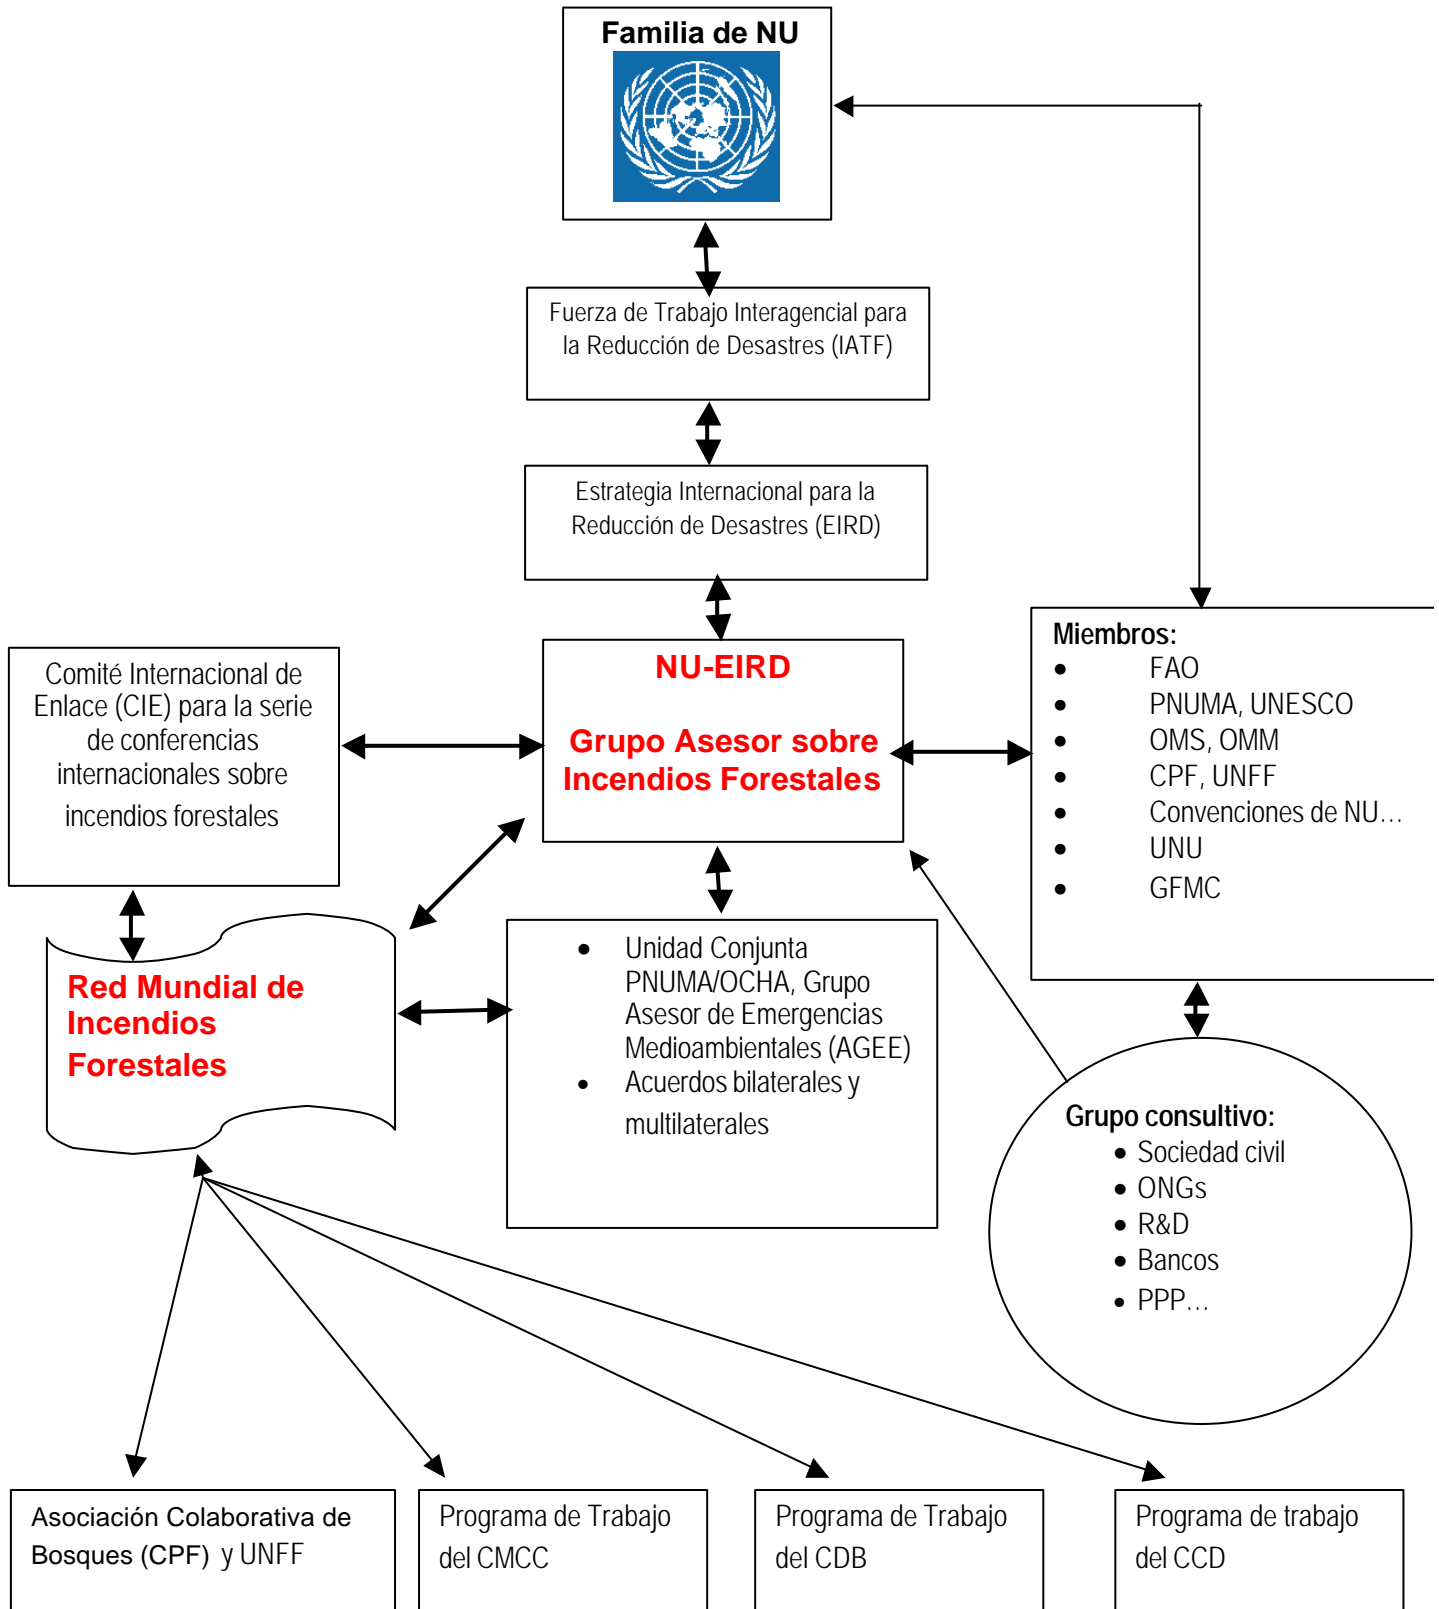 Familia de NU
Fuerza de Trabajo Interagencial para
la Reducción de Desastres (IATF)
Estrategia Internacional para la
Reducción de Desastres (EIRD)
Comité Internacional de
Enlace (CIE) para la serie
de conferencias
internacionales sobre
incendios forestales
NU-EIRD
Grupo Asesor sobre
Incendios Forestales
Miembros:
• FAO
• PNUMA, UNESCO
• OMS, OMM
• CPF, UNFF
• Convenciones de NU…
• UNU
• GFMC
Red Mundial de
Incendios
Forestales
• Unidad Conjunta
PNUMA/OCHA, Grupo
Asesor de Emergencias
Medioambientales (AGEE)
• Acuerdos bilaterales y
multilaterales
Grupo consultivo:
• Sociedad civil
• ONGs
• R&D
• Bancos
• PPP…
Asociación Colaborativa de
Bosques (CPF) y UNFF
Programa de Trabajo
del CMCC
Programa de Trabajo
del CDB
Programa de trabajo
del CCD